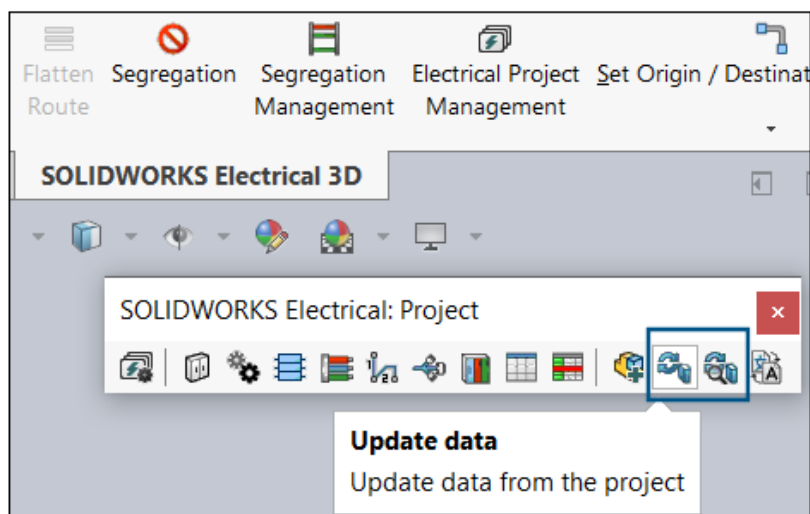 Flatten Segregation Segregation Electrical Project Set Origin / Destinat
Route Management Management
SOLIDWORKS Electrical 3D
SOLIDWORKS Electrical: Project
Update data
Update data from the project